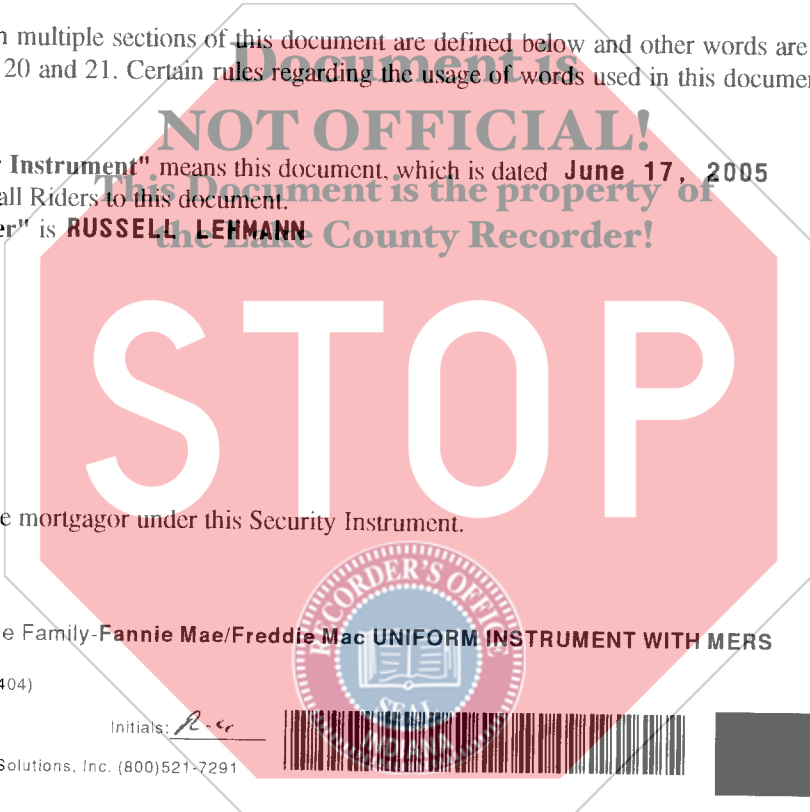 n multiple sections of this document are defined below and other words are
Document is
20 and 21. Certain rules regarding the usage of words used in this documen
NOT OFFICIAL!
r Instrument" means this document, which is dated June 17, 2005
This Document is the property of
all Riders to this document.
er" is RUSSELL LEHMANN
the Lake County Recorder!
STOP
e mortgagor under this Security Instrument.
RECORDER'S OFFICE
e Family-Fannie Mae/Freddie Mac UNIFORM INSTRUMENT WITH MERS
404)
SEAL
Initials:
INDIANA
Solutions, Inc. (800)521-7291